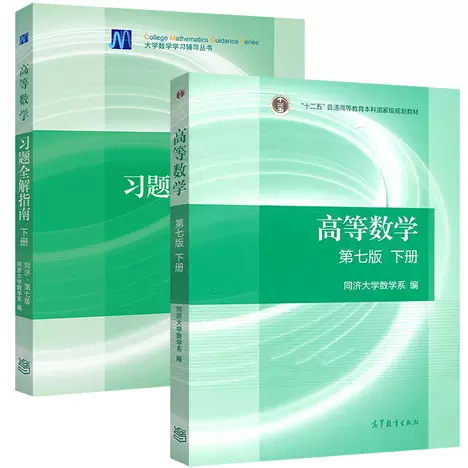 College Mathematics Guidance Series
大学数学学习辅导丛书
高等数学
习题全解指南
下册
同济·第七版
同济大学数学系 编
习题
高等数学
第七版 下册
同济大学数学系 编
"十二五"普通高等教育本科国家级规划教材
高等数学
第七版 下册
同济大学数学系 编
高等教育出版社